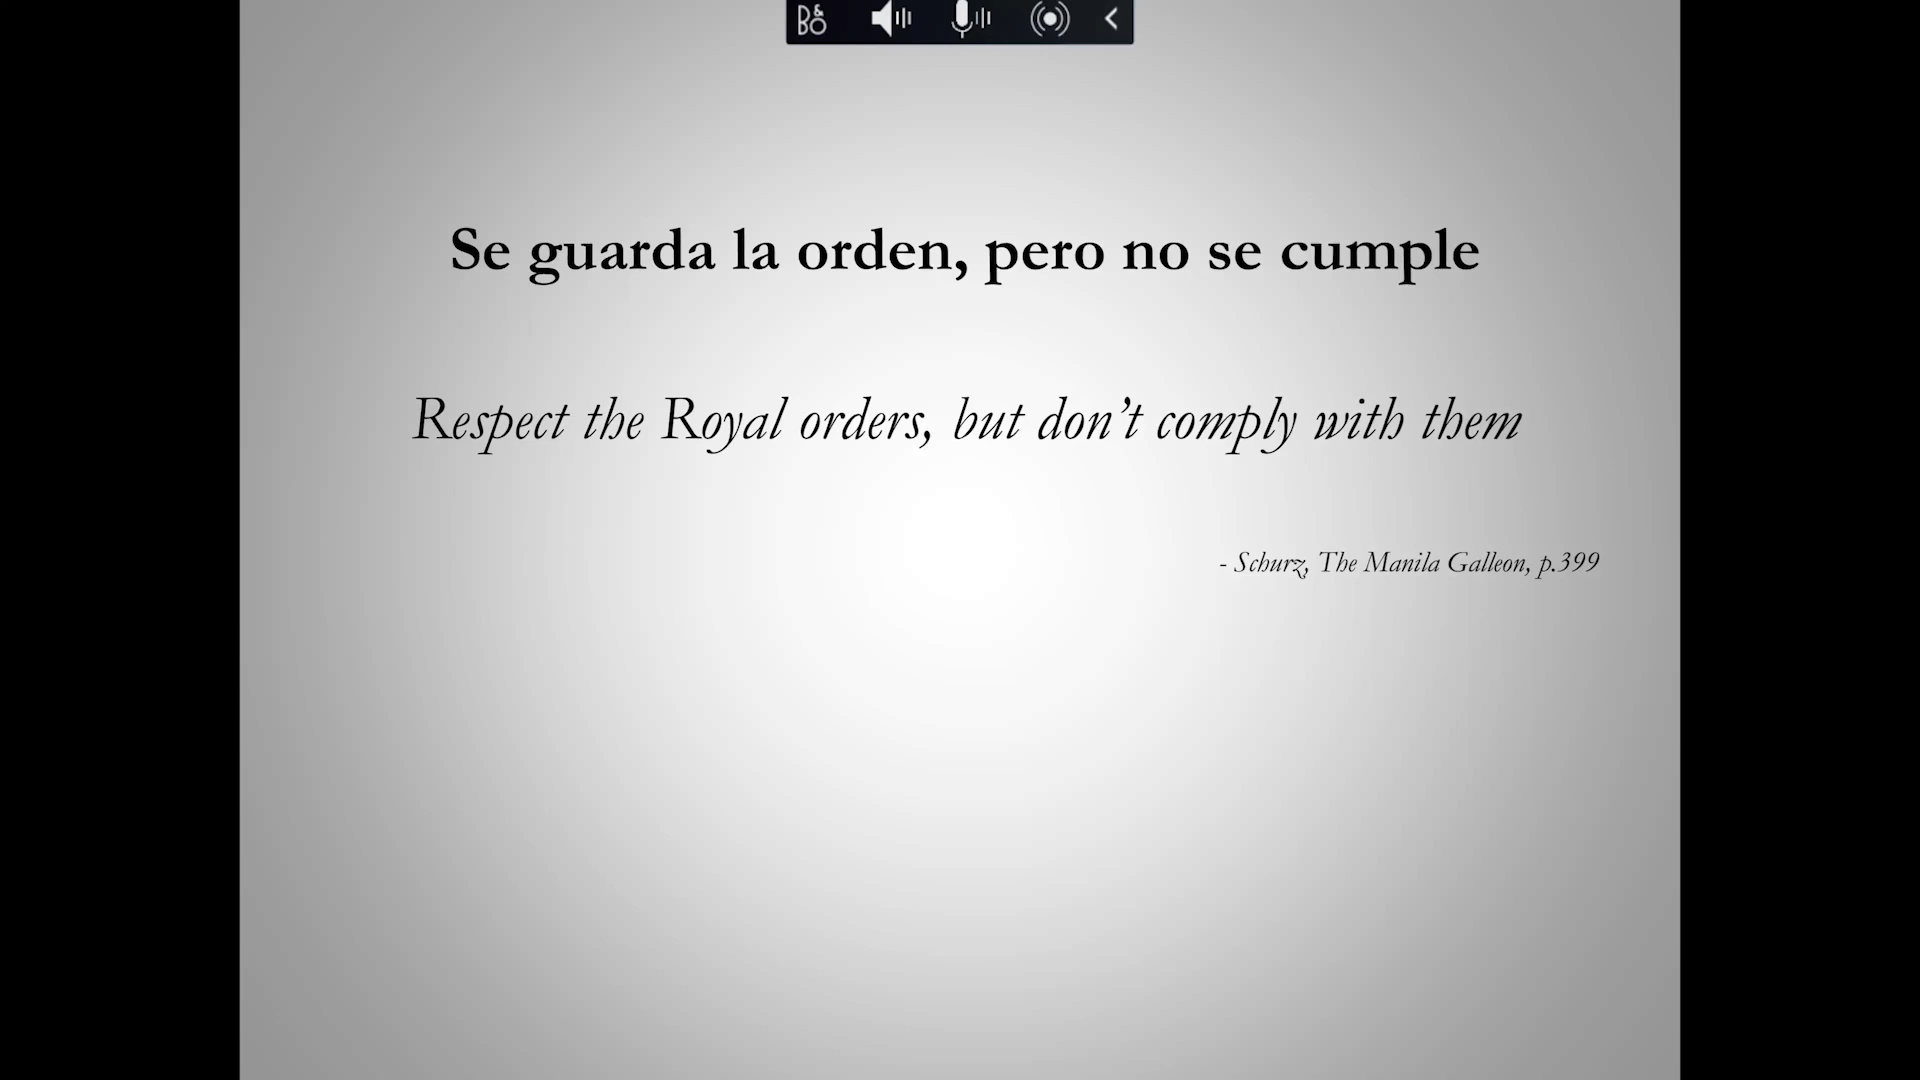 B&O
Se guarda la orden, pero no se cumple
Respect the Royal orders, but don't comply with them
- Schurz, The Manila Galleon, p.399